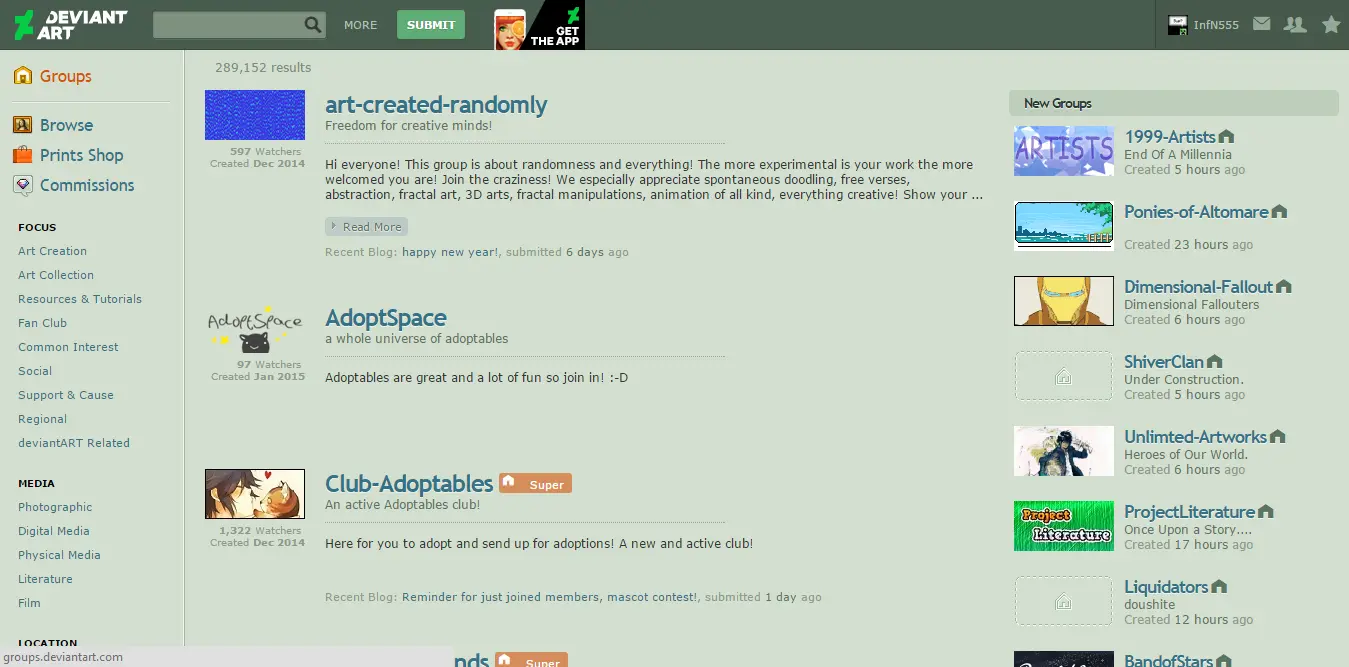 DEVIANT
ART
MORE
SUBMIT
GET
THE APP
InfN555
Groups
Browse
Prints Shop
Commissions
FOCUS
Art Creation
Art Collection
Resources & Tutorials
Fan Club
Common Interest
Social
Support & Cause
Regional
deviantART Related
MEDIA
Photographic
Digital Media
Physical Media
Literature
Film
LOCATION
groups.deviantart.com
289,152 results
art-created-randomly
Freedom for creative minds!
597 Watchers
Created Dec 2014
Hi everyone! This group is about randomness and everything! The more experimental is your work the more
welcomed you are! Join the craziness! We especially appreciate spontaneous doodling, free verses,
abstraction, fractal art, 3D arts, fractal manipulations, animation of all kind, everything creative! Show your ...
Read More
Recent Blog: happy new year!, submitted 6 days ago
AdoptSpace
AdoptSpace
a whole universe of adoptables
97 Watchers
Created Jan 2015
Adoptables are great and a lot of fun so join in! :-D
Club-Adoptables Super
An active Adoptables club!
1,322 Watchers
Created Dec 2014
Here for you to adopt and send up for adoptions! A new and active club!
Recent Blog: Reminder for just joined members, mascot contest!, submitted 1 day ago
nds Super
New Groups
ARTISTS
1999-Artists
End Of A Millennia
Created 5 hours ago
Ponies-of-Altomare
Created 23 hours ago
Dimensional-Fallout
Dimensional Fallouters
Created 6 hours ago
ShiverClan
Under Construction.
Created 5 hours ago
Unlimted-Artworks
Heroes of Our World.
Created 6 hours ago
Project
Literature
ProjectLiterature
Once Upon a Story....
Created 17 hours ago
Liquidators
doushite
Created 12 hours ago
BandofStars